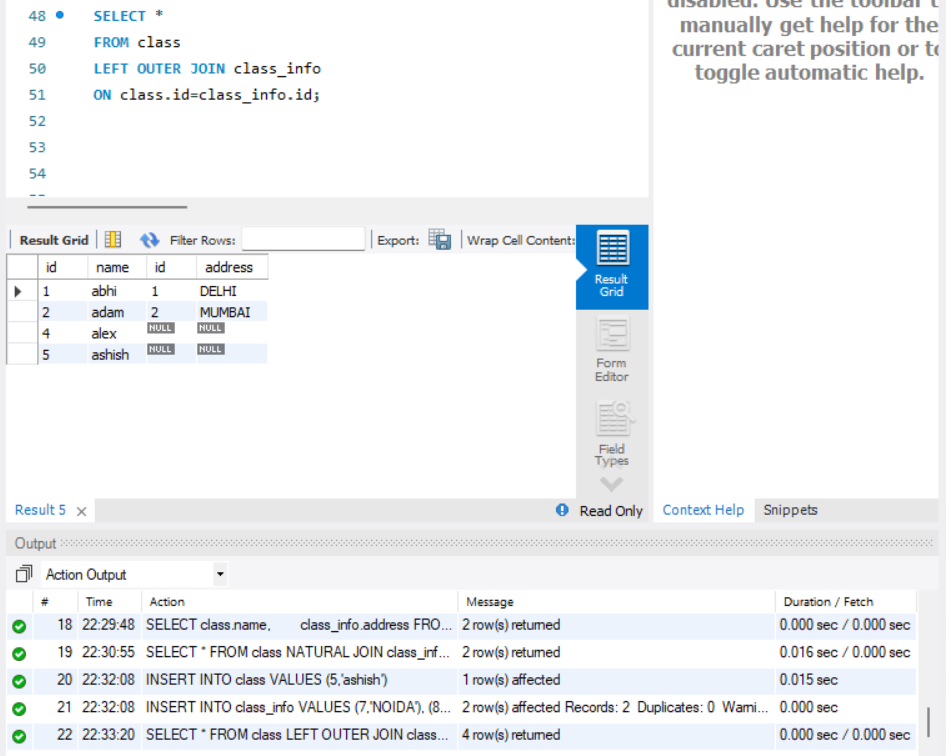 disabled. Use the toolbar t
manually get help for the
current caret position or to
toggle automatic help.
48 SELECT *
49 FROM class
50 LEFT OUTER JOIN class_info
51 ON class.id=class_info.id;
52
53
54
Result Grid Filter Rows: Export: Wrap Cell Content:
id name id address
1 abhi 1 DELHI
2 adam 2 MUMBAI
4 alex NULL NULL
5 ashish NULL NULL
Result
Grid
Form
Editor
Field
Types
Result 5 Read Only Context Help Snippets
Output
Action Output
# Time Action Message Duration / Fetch
18 22:29:48 SELECT class.name, class_info.address FRO... 2 row(s) returned 0.000 sec / 0.000 sec
19 22:30:55 SELECT * FROM class NATURAL JOIN class_inf... 2 row(s) returned 0.016 sec / 0.000 sec
20 22:32:08 INSERT INTO class VALUES (5,'ashish') 1 row(s) affected 0.015 sec
21 22:32:08 INSERT INTO class_info VALUES (7,'NOIDA'), (8... 2 row(s) affected Records: 2 Duplicates: 0 Warni... 0.000 sec
22 22:33:20 SELECT * FROM class LEFT OUTER JOIN class... 4 row(s) returned 0.000 sec / 0.000 sec